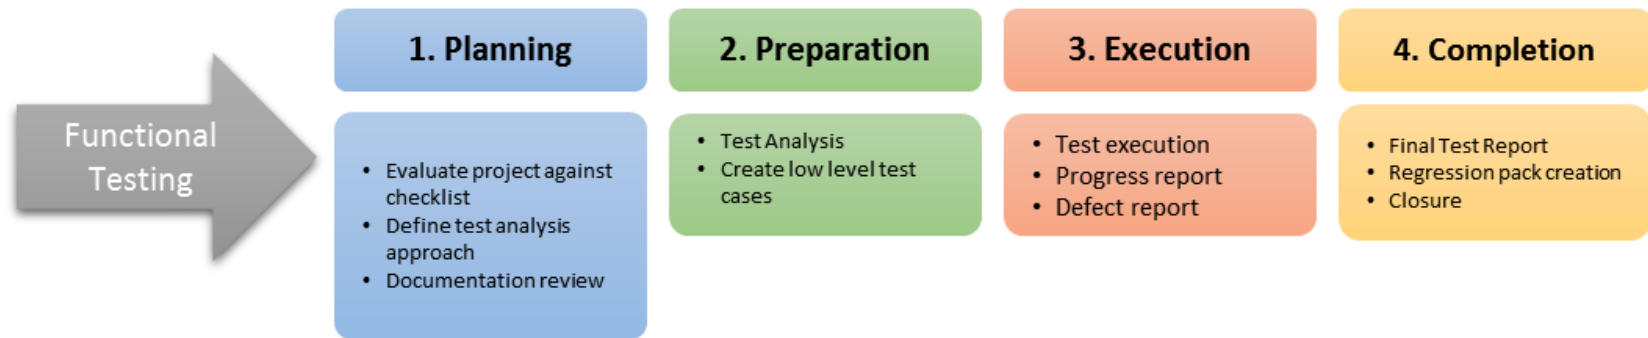 Functional
Testing
1. Planning
• Evaluate project against
checklist
• Define test analysis
approach
• Documentation review
2. Preparation
• Test Analysis
• Create low level test
cases
3. Execution
• Test execution
• Progress report
• Defect report
4. Completion
• Final Test Report
• Regression pack creation
• Closure